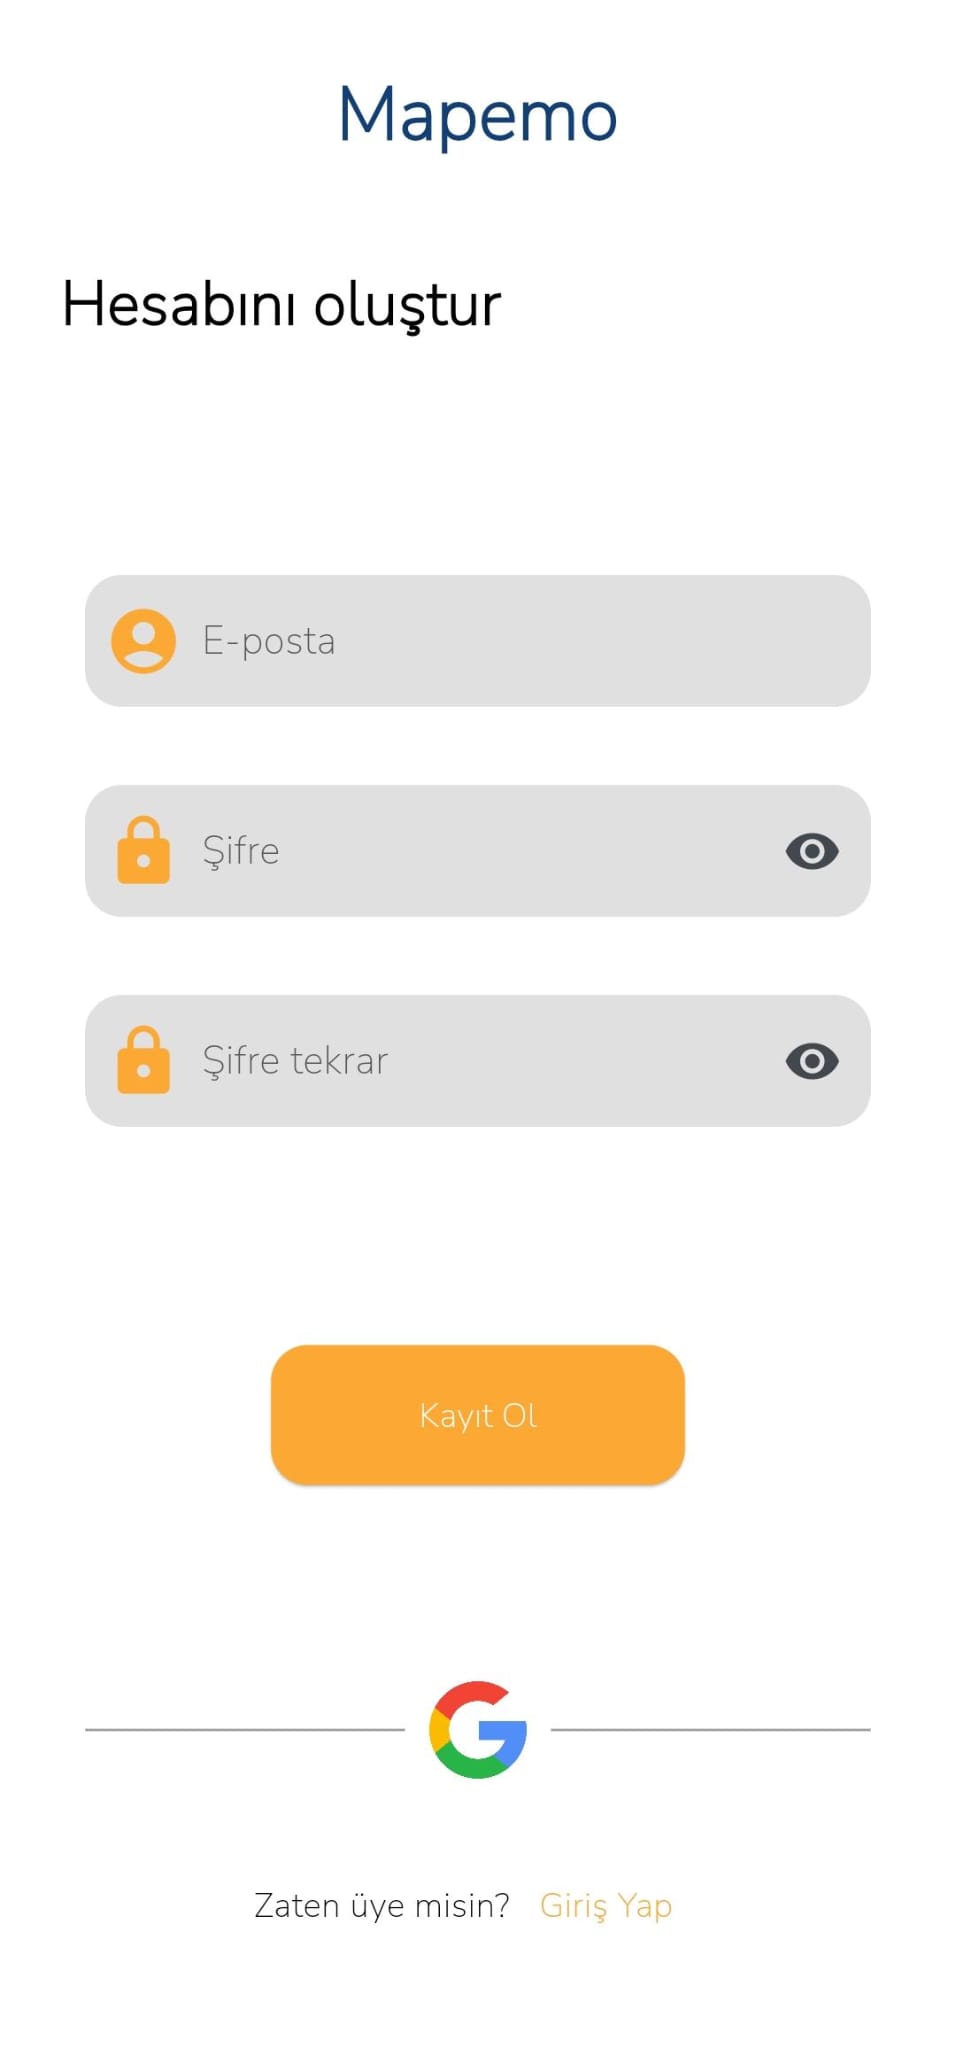 Mapemo
Hesabını oluştur
E-posta
Şifre
Şifre tekrar
Kayıt Ol
Zaten üye misin? Giriş Yap